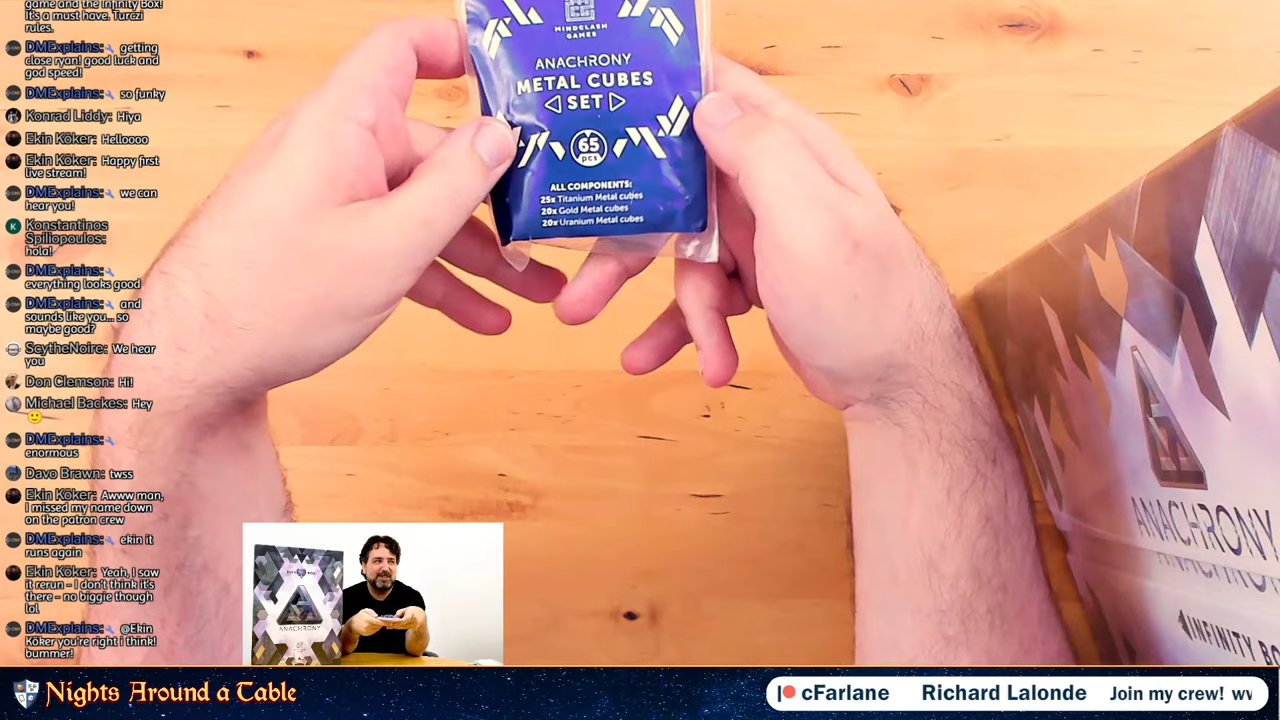 game and the Infinity Box!
It's a must have. Turczi
rules.
DMExplains: getting
close ryan! good luck and
god speed!
DMExplains: so funky
Konrad Liddy: Hiya
Ekin Köker: Helloooo
Ekin Köker: Happy first
live stream!
DMExplains: we can
hear you!
K
Konstantinos
Spiliopoulos:
hola!
DMExplains:
everything looks good
DMExplains: and
sounds like you... so
maybe good?
ScytheNoire: We hear
you
Don Clemson: Hi!
Michael Backes: Hey
🙂
DMExplains:
enormous
Davo Brawn: twss
Ekin Köker: Awww man,
I missed my name down
on the patron crew
DMExplains: ekin it
runs again
Ekin Köker: Yeah, I saw
it rerun - I don't think it's
there - no biggie though
lol
DMExplains: @Ekin
Köker you're right i think!
bummer!
MINDCLASH
GAMES
ANACHRONY
METAL CUBES
SET
65
pcs
ALL COMPONENTS:
25x Titanium Metal cubes
20x Gold Metal cubes
20x Uranium Metal cubes
ANACHRONY
INFINITY BO
ANACHRONY
Nights Around a Table
cFarlane Richard Lalonde Join my crew! ww